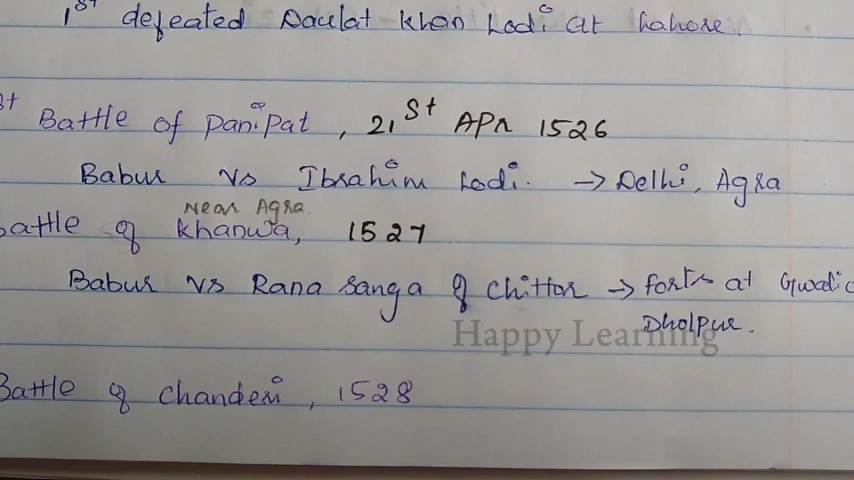 1st defeated Daulat Khan Lodi at Lahore.
st Battle of Panipat, 21st Apr 1526
Babur vs Ibrahim Lodi. → Delhi, Agra
Near Agra.
Battle of Khanwa, 1527
Babur vs Rana Sanga of Chittor → forts at Gwalio
Dholpur.
Happy Learning
Battle of Chanderi, 1528